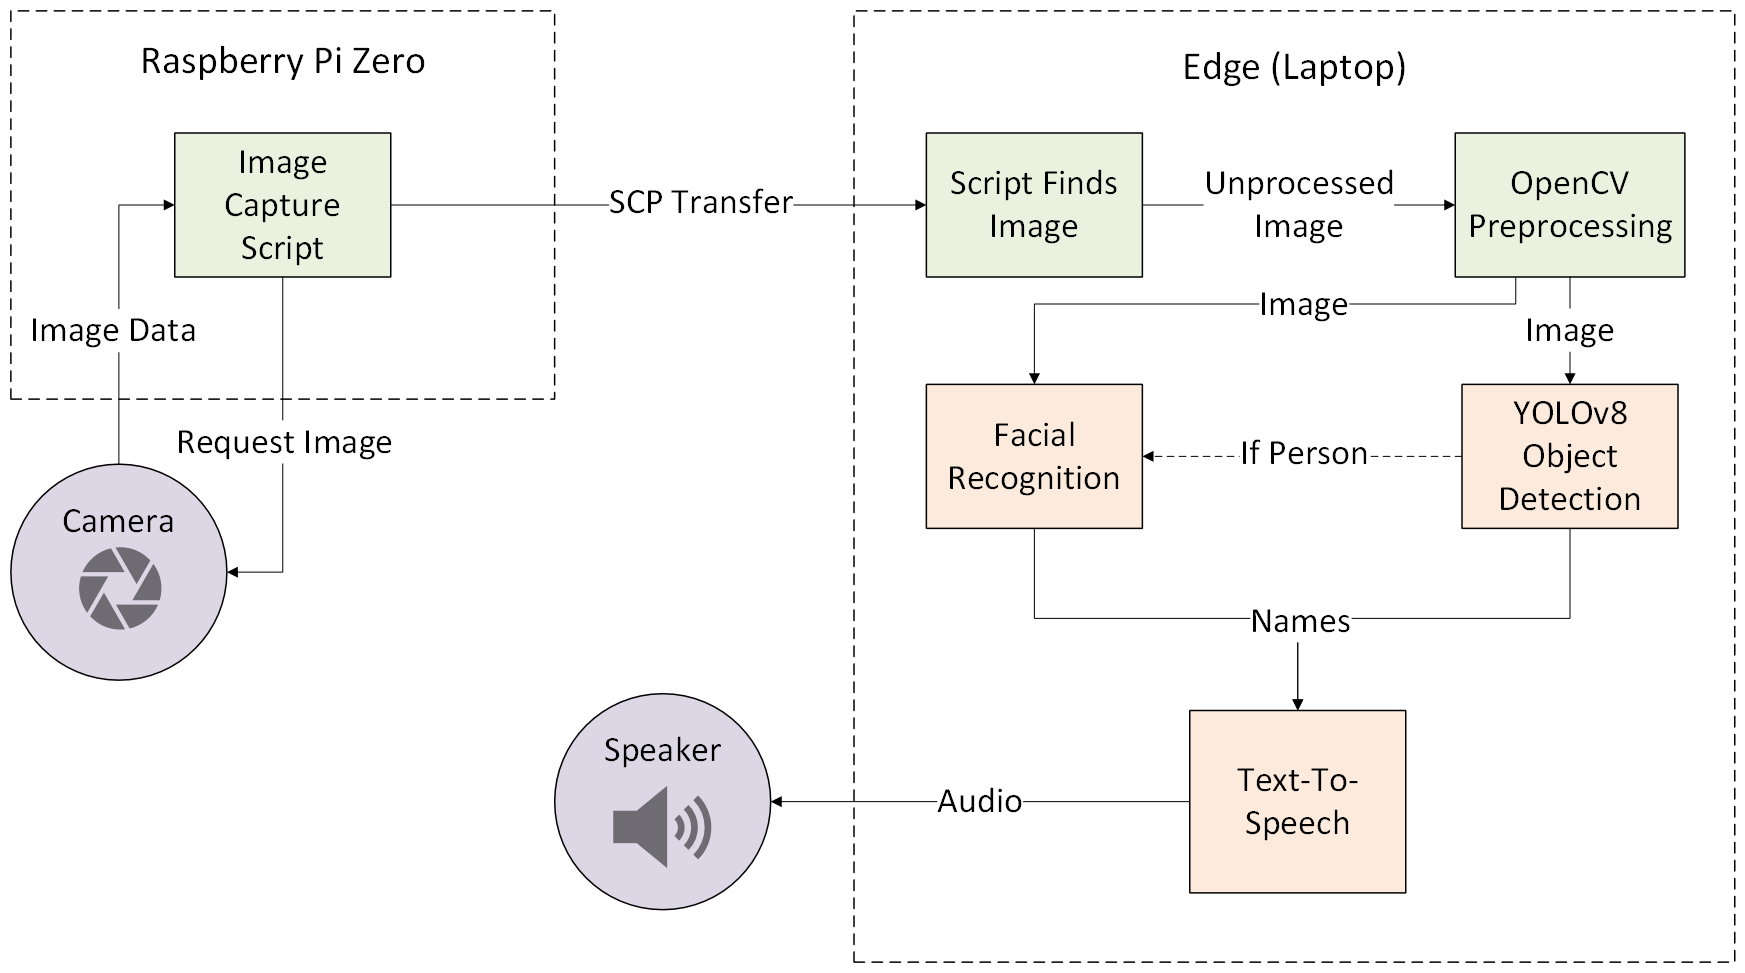 Raspberry Pi Zero
Image
Capture
Script
Image Data
Request Image
Camera
SCP Transfer
Edge (Laptop)
Script Finds
Image
Unprocessed
Image
OpenCV
Preprocessing
Image
Image
Facial
Recognition
If Person
YOLOv8
Object
Detection
Names
Text-To-
Speech
Audio
Speaker